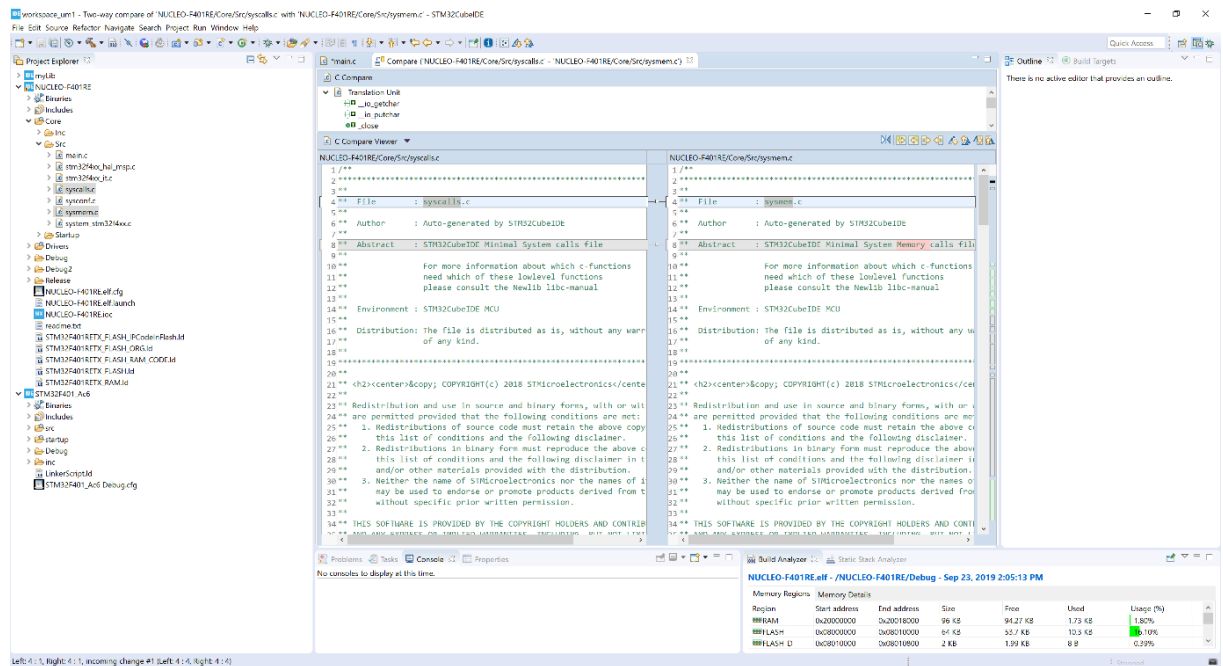 workspace_um1 - Two-way compare of 'NUCLEO-F401RE/Core/Src/syscalls.c' with 'NUCLEO-F401RE/Core/Src/sysmem.c' - STM32CubeIDE
File Edit Source Refactor Navigate Search Project Run Window Help
Quick Access
Project Explorer
myLib
NUCLEO-F401RE
Binaries
Includes
Core
Inc
Src
main.c
stm32f4xx_hal_msp.c
stm32f4xx_it.c
syscalls.c
sysconf.c
sysmem.c
system_stm32f4xx.c
Startup
Drivers
Debug
Debug2
Release
NUCLEO-F401RE.elf.cfg
NUCLEO-F401RE.elf.launch
NUCLEO-F401RE.ioc
readme.txt
STM32F401RETX_FLASH_IPCodeInFlash.ld
STM32F401RETX_FLASH_ORG.ld
STM32F401RETX_FLASH_RAM_CODE.ld
STM32F401RETX_FLASH.ld
STM32F401RETX_RAM.ld
STM32F401_Ac6
Binaries
Includes
src
startup
Debug
inc
LinkerScript.ld
STM32F401_Ac6 Debug.cfg
*main.c
Compare ('NUCLEO-F401RE/Core/Src/syscalls.c' - 'NUCLEO-F401RE/Core/Src/sysmem.c')
C Compare
Translation Unit
__io_getchar
__io_putchar
_close
C Compare Viewer
NUCLEO-F401RE/Core/Src/syscalls.c
1 /**
2 *****************************************************************
3 **
4 ** File : syscalls.c
5 **
6 ** Author : Auto-generated by STM32CubeIDE
7 **
8 ** Abstract : STM32CubeIDE Minimal System calls file
9 **
10 ** For more information about which c-functions
11 ** need which of these lowlevel functions
12 ** please consult the Newlib libc-manual
13 **
14 ** Environment : STM32CubeIDE MCU
15 **
16 ** Distribution: The file is distributed as is, without any warr
17 ** of any kind.
18 **
19 *****************************************************************
20 **
21 ** <h2><center>&copy; COPYRIGHT(c) 2018 STMicroelectronics</cente
22 **
23 ** Redistribution and use in source and binary forms, with or wit
24 ** are permitted provided that the following conditions are met:
25 ** 1. Redistributions of source code must retain the above copy
26 ** this list of conditions and the following disclaimer.
27 ** 2. Redistributions in binary form must reproduce the above c
28 ** this list of conditions and the following disclaimer in t
29 ** and/or other materials provided with the distribution.
30 ** 3. Neither the name of STMicroelectronics nor the names of i
31 ** may be used to endorse or promote products derived from t
32 ** without specific prior written permission.
33 **
34 ** THIS SOFTWARE IS PROVIDED BY THE COPYRIGHT HOLDERS AND CONTRIB
NUCLEO-F401RE/Core/Src/sysmem.c
1 /**
2 *****************************************************************
3 **
4 ** File : sysmem.c
5 **
6 ** Author : Auto-generated by STM32CubeIDE
7 **
8 ** Abstract : STM32CubeIDE Minimal System Memory calls file
9 **
10 ** For more information about which c-functions
11 ** need which of these lowlevel functions
12 ** please consult the Newlib libc-manual
13 **
14 ** Environment : STM32CubeIDE MCU
15 **
16 ** Distribution: The file is distributed as is, without any
17 ** of any kind.
18 **
19 *****************************************************************
20 **
21 ** <h2><center>&copy; COPYRIGHT(c) 2018 STMicroelectronics</cen
22 **
23 ** Redistribution and use in source and binary forms, with or
24 ** are permitted provided that the following conditions are
25 ** 1. Redistributions of source code must retain the above
26 ** this list of conditions and the following disclaimer.
27 ** 2. Redistributions in binary form must reproduce the above
28 ** this list of conditions and the following disclaimer
29 ** and/or other materials provided with the distribution.
30 ** 3. Neither the name of STMicroelectronics nor the names
31 ** may be used to endorse or promote products derived
32 ** without specific prior written permission.
33 **
34 ** THIS SOFTWARE IS PROVIDED BY THE COPYRIGHT HOLDERS AND CONT
Outline
Build Targets
There is no active editor that provides an outline.
Problems Tasks Console Properties
No consoles to display at this time.
Build Analyzer Static Stack Analyzer
NUCLEO-F401RE.elf - /NUCLEO-F401RE/Debug - Sep 23, 2019 2:05:13 PM
Memory Regions Memory Details
Region Start address End address Size Free Used Usage (%)
RAM 0x20000000 0x20018000 96 KB 94.27 KB 1.73 KB 1.80%
FLASH 0x08000000 0x08010000 64 KB 53.7 KB 10.3 KB 16.10%
FLASH_D 0x08010000 0x08010800 2 KB 1.99 KB 8 B 0.39%
Left: 4 : 1, Right: 4 : 1, incoming change #1 (Left: 4 : 4, Right: 4 : 4)